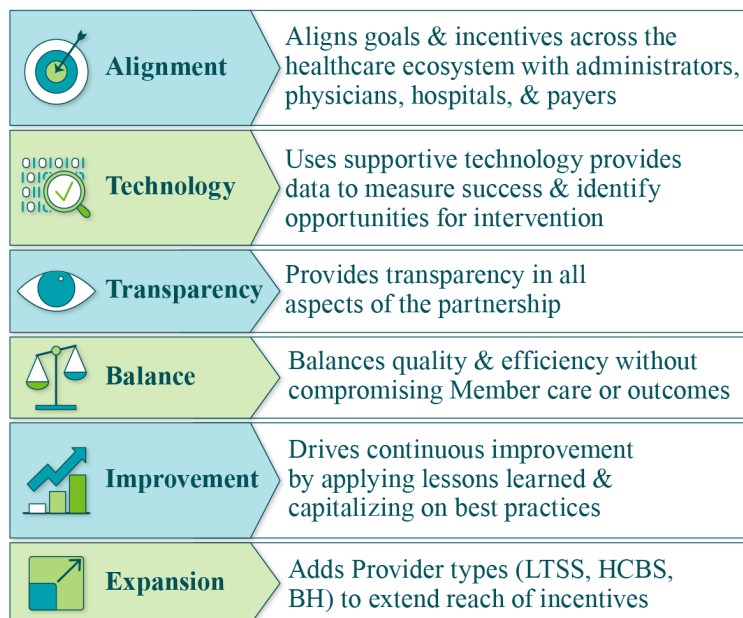 Alignment
Aligns goals & incentives across the
healthcare ecosystem with administrators,
physicians, hospitals, & payers
Technology
Uses supportive technology provides
data to measure success & identify
opportunities for intervention
Transparency
Provides transparency in all
aspects of the partnership
Balance
Balances quality & efficiency without
compromising Member care or outcomes
Improvement
Drives continuous improvement
by applying lessons learned &
capitalizing on best practices
Expansion
Adds Provider types (LTSS, HCBS,
BH) to extend reach of incentives